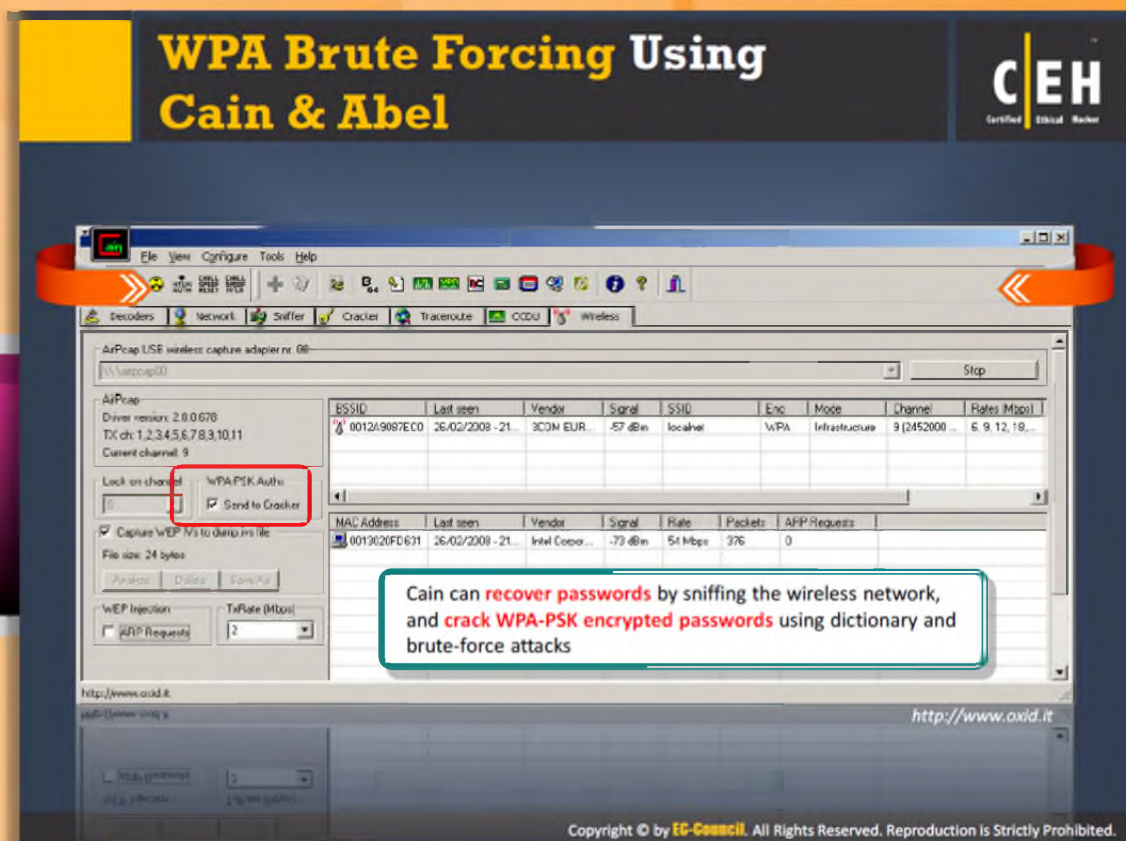 WPA Brute Forcing Using
Cain & Abel
CEH
Certified Ethical Hacker
Cain
File View Configure Tools Help
Decoders Network Sniffer Cracker Traceroute CCDU Wireless
AirPcap USB wireless capture adapter nr. 00
\\.\airpcap00
Stop
AirPcap
Driver version: 2.0.0.678
TX ch: 1,2,3,4,5,6,7,8,9,10,11
Current channel: 9
BSSID Last seen Vendor Signal SSID Enc Mode Channel Rates (Mbps)
0012A9087EC0 26/02/2008 - 21... 3COM EUR... -57 dBm localnet WPA Infrastructure 9 (2452000 ... 6, 9, 12, 18,...
Lock on channel
6
WPA-PSK Auths
Send to Cracker
Capture WEP IVs to dump.ivs file
File size: 24 bytes
Analyze Delete Save As
WEP Injection
ARP Requests
TxRate (Mbps)
2
MAC Address Last seen Vendor Signal Rate Packets ARP Requests
0013020FD631 26/02/2008 - 21... Intel Corpor... -73 dBm 54 Mbps 376 0
Cain can recover passwords by sniffing the wireless network,
and crack WPA-PSK encrypted passwords using dictionary and
brute-force attacks
http://www.oxid.it
http://www.oxid.it
Copyright © by EC-Council. All Rights Reserved. Reproduction is Strictly Prohibited.